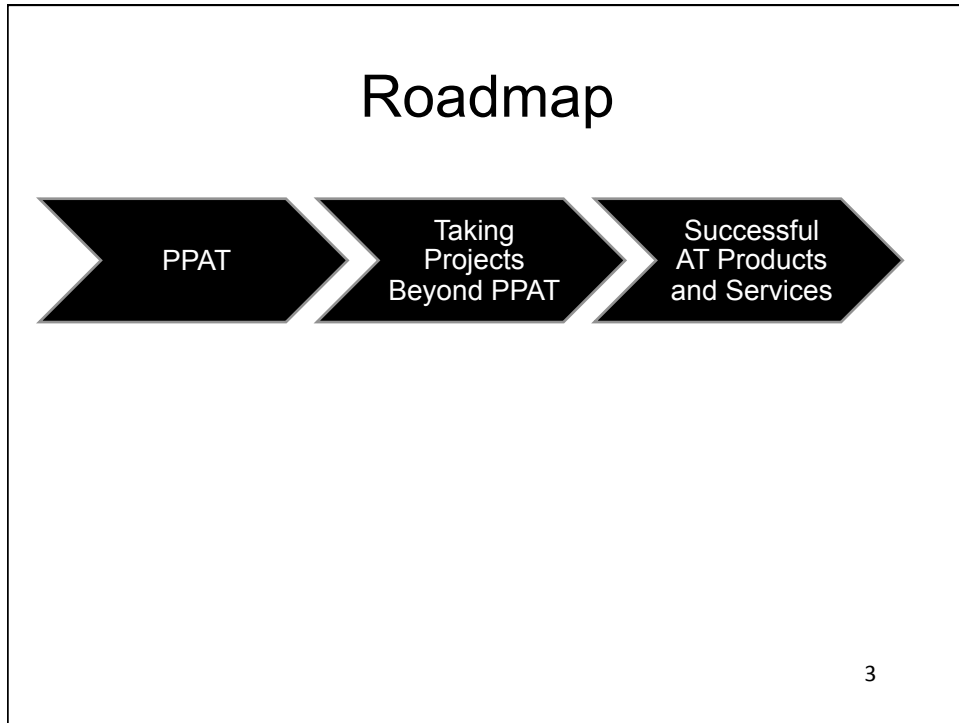 Roadmap
PPAT
Taking
Projects
Beyond PPAT
Successful
AT Products
and Services
3